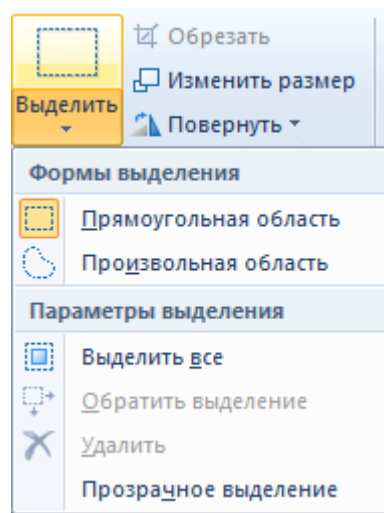 Обрезать
Изменить размер
Выделить
Повернуть
Формы выделения
Прямоугольная область
Произвольная область
Параметры выделения
Выделить все
Обратить выделение
Удалить
Прозрачное выделение